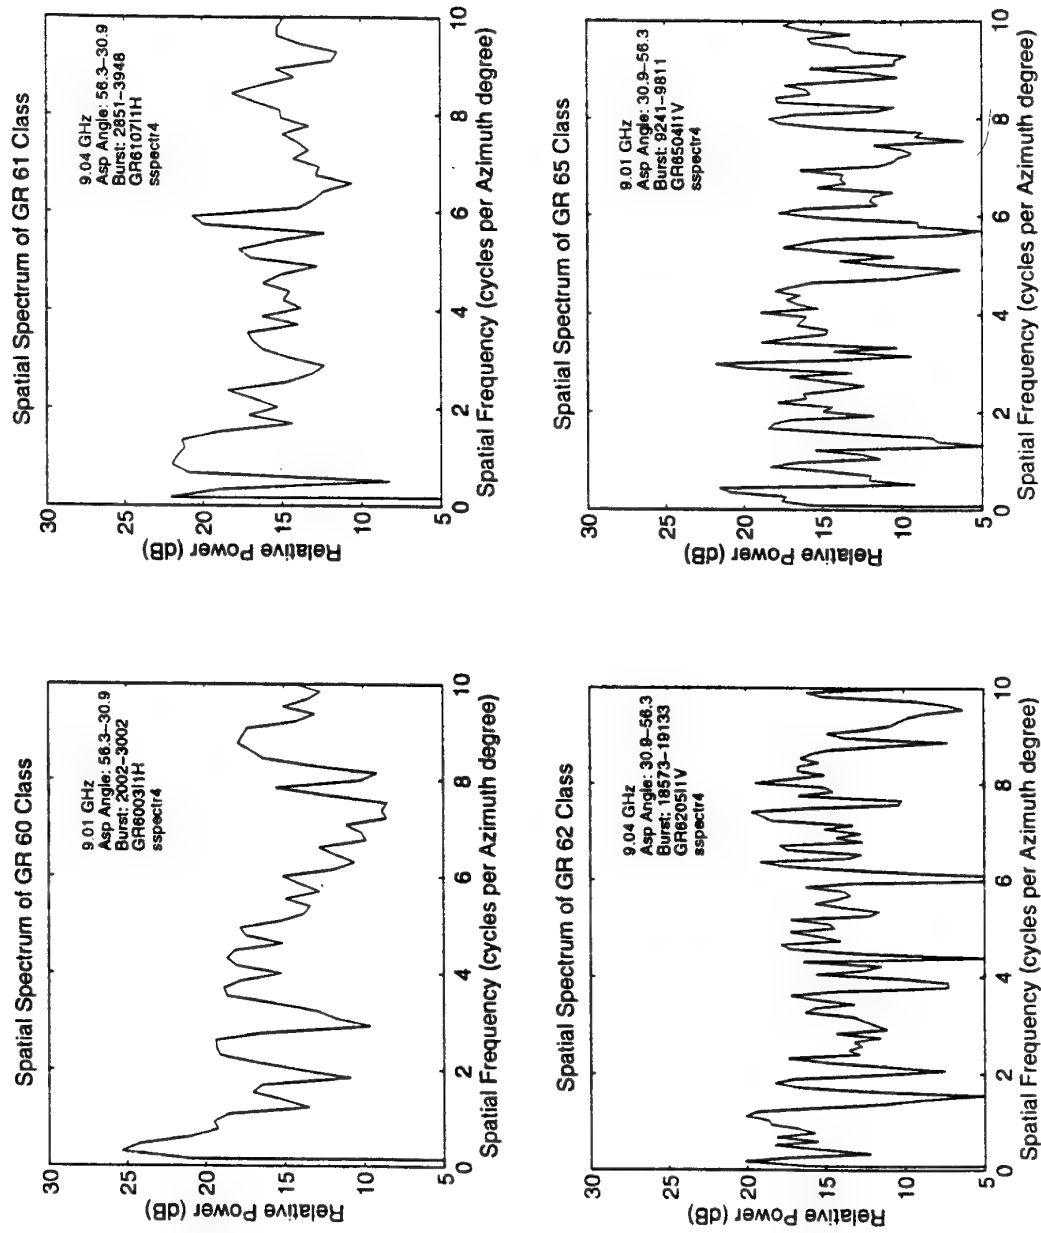 Spatial Spectrum of GR 60 Class
9.01 GHz
Asp Angle: 56.3-30.9
Burst: 2002-3002
GR6003I1H
sspectr4
Relative Power (dB)
30
25
20
15
10
5
0 2 4 6 8 10
Spatial Frequency (cycles per Azimuth degree)
Spatial Spectrum of GR 61 Class
9.04 GHz
Asp Angle: 56.3-30.9
Burst: 2851-3948
GR6107I1H
sspectr4
Relative Power (dB)
30
25
20
15
10
5
0 2 4 6 8 10
Spatial Frequency (cycles per Azimuth degree)
Spatial Spectrum of GR 62 Class
9.04 GHz
Asp Angle: 30.9-56.3
Burst: 18573-19133
GR6205I1V
sspectr4
Relative Power (dB)
30
25
20
15
10
5
0 2 4 6 8 10
Spatial Frequency (cycles per Azimuth degree)
Spatial Spectrum of GR 65 Class
9.01 GHz
Asp Angle: 30.9-56.3
Burst: 9241-9811
GR6504I1V
sspectr4
Relative Power (dB)
30
25
20
15
10
5
0 2 4 6 8 10
Spatial Frequency (cycles per Azimuth degree)